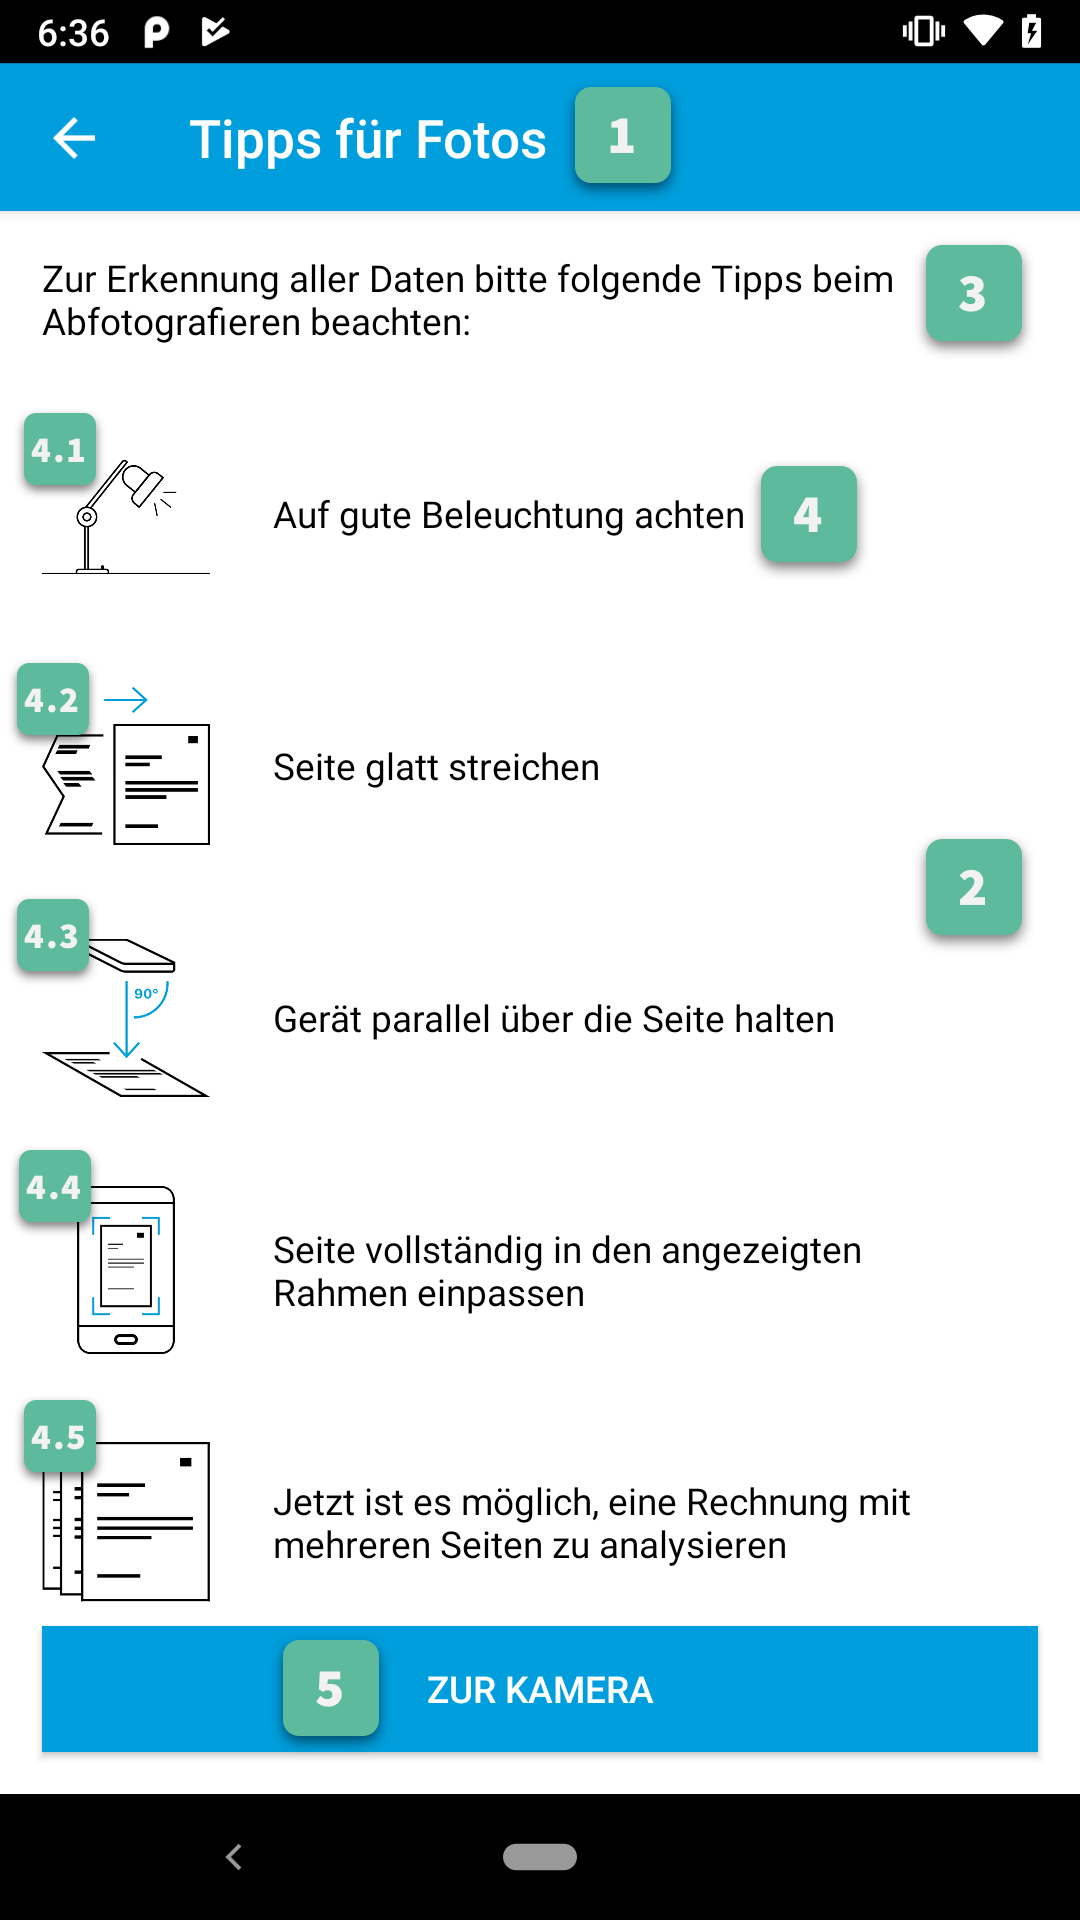 6:36
Tipps für Fotos
1
Zur Erkennung aller Daten bitte folgende Tipps beim
Abfotografieren beachten:
3
4.1
Auf gute Beleuchtung achten
4
4.2
Seite glatt streichen
2
4.3
90°
Gerät parallel über die Seite halten
4.4
Seite vollständig in den angezeigten
Rahmen einpassen
4.5
Jetzt ist es möglich, eine Rechnung mit
mehreren Seiten zu analysieren
5
ZUR KAMERA